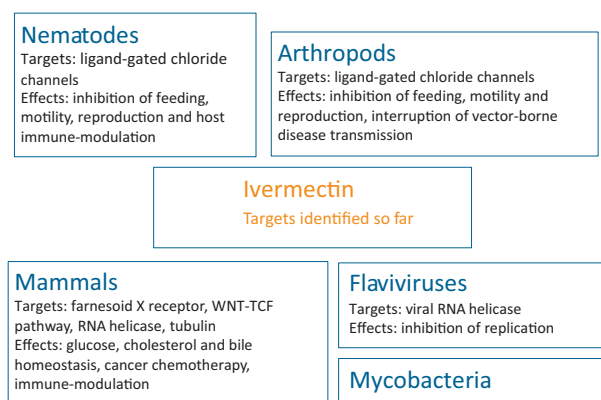 Nematodes
Targets: ligand-gated chloride
channels
Effects: inhibition of feeding,
motility, reproduction and host
immune-modulation
Arthropods
Targets: ligand-gated chloride channels
Effects: inhibition of feeding, motility and
reproduction, interruption of vector-borne
disease transmission
Ivermectin
Targets identified so far
Mammals
Targets: farnesoid X receptor, WNT-TCF
pathway, RNA helicase, tubulin
Effects: glucose, cholesterol and bile
homeostasis, cancer chemotherapy,
immune-modulation
Flaviviruses
Targets: viral RNA helicase
Effects: inhibition of replication
Mycobacteria